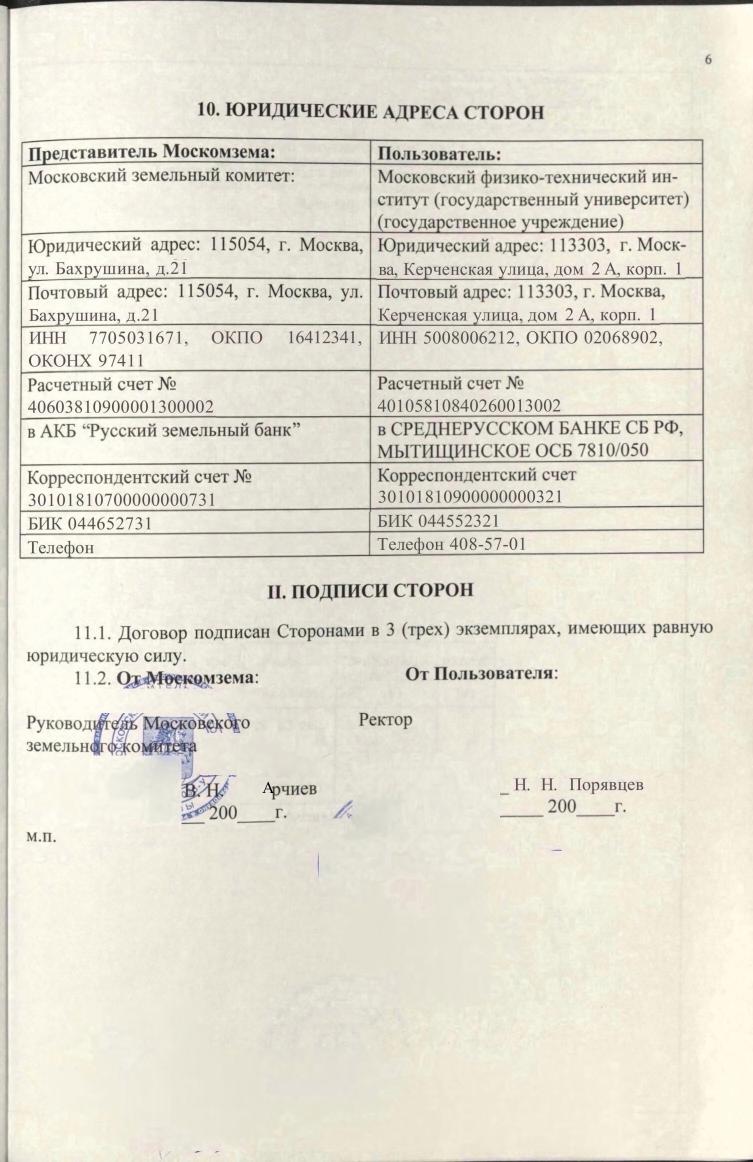 6
10. ЮРИДИЧЕСКИЕ АДРЕСА СТОРОН
Представитель Москомзема:
Пользователь:
Московский земельный комитет:
Московский физико-технический ин-
ститут (государственный университет)
(государственное учреждение)
Юридический адрес: 115054, г. Москва,
ул. Бахрушина, д.21
Юридический адрес: 113303, г. Моск-
ва, Керченская улица, дом 2 А, корп. 1
Почтовый адрес: 115054, г. Москва, ул.
Бахрушина, д.21
Почтовый адрес: 113303, г. Москва,
Керченская улица, дом 2 А, корп. 1
ИНН 7705031671, ОКПО 16412341,
ОКОНХ 97411
ИНН 5008006212, ОКПО 02068902,
Расчетный счет №
40603810900001300002
Расчетный счет №
40105810840260013002
в АКБ “Русский земельный банк”
в СРЕДНЕРУССКОМ БАНКЕ СБ РФ,
МЫТИЩИНСКОЕ ОСБ 7810/050
Корреспондентский счет №
30101810700000000731
Корреспондентский счет
30101810900000000321
БИК 044652731
БИК 044552321
Телефон
Телефон 408-57-01
II. ПОДПИСИ СТОРОН
11.1. Договор подписан Сторонами в 3 (трех) экземплярах, имеющих равную
юридическую силу.
11.2. От Москомзема:
От Пользователя:
Руководитель Московского
земельного комитета
Ректор
В. Н. Арчиев
_ Н. Н. Порявцев
__ 200____г.
____ 200____г.
м.п.